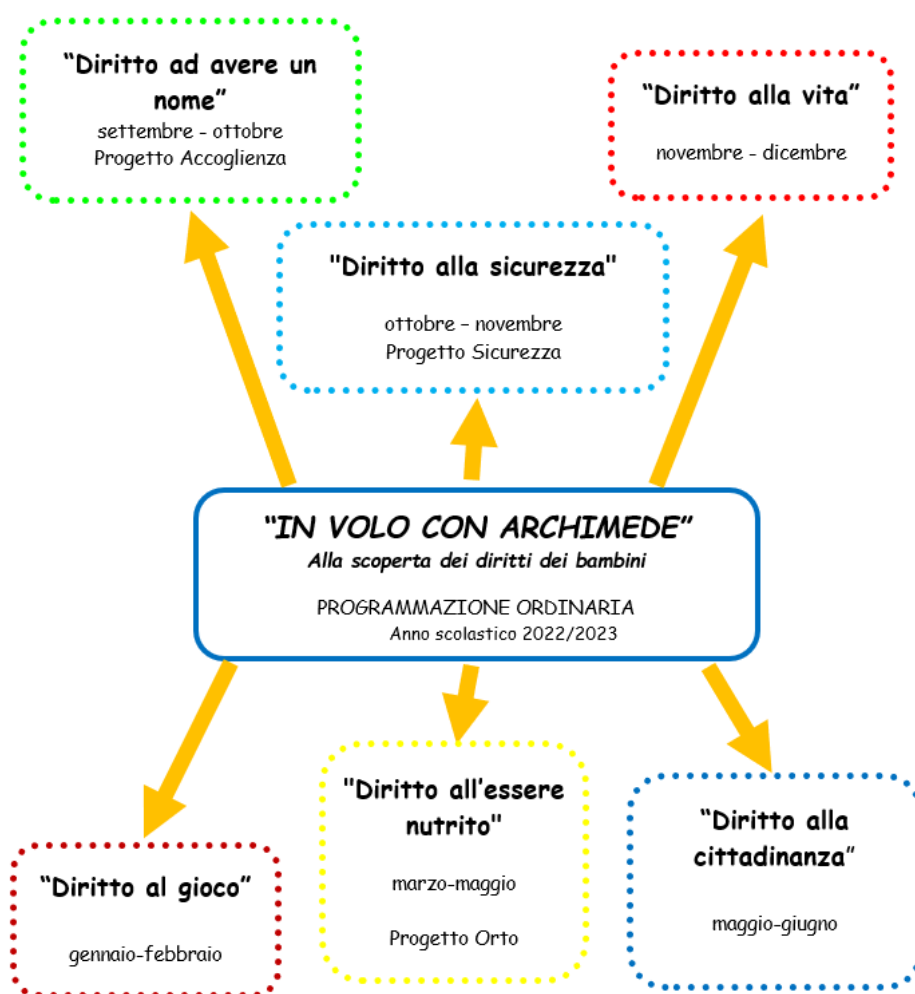 “Diritto ad avere un
nome”
settembre - ottobre
Progetto Accoglienza
“Diritto alla vita”
novembre - dicembre
"Diritto alla sicurezza"
ottobre – novembre
Progetto Sicurezza
“IN VOLO CON ARCHIMEDE”
Alla scoperta dei diritti dei bambini
PROGRAMMAZIONE ORDINARIA
Anno scolastico 2022/2023
“Diritto al gioco”
gennaio-febbraio
"Diritto all’essere
nutrito"
marzo-maggio
Progetto Orto
“Diritto alla
cittadinanza”
maggio-giugno